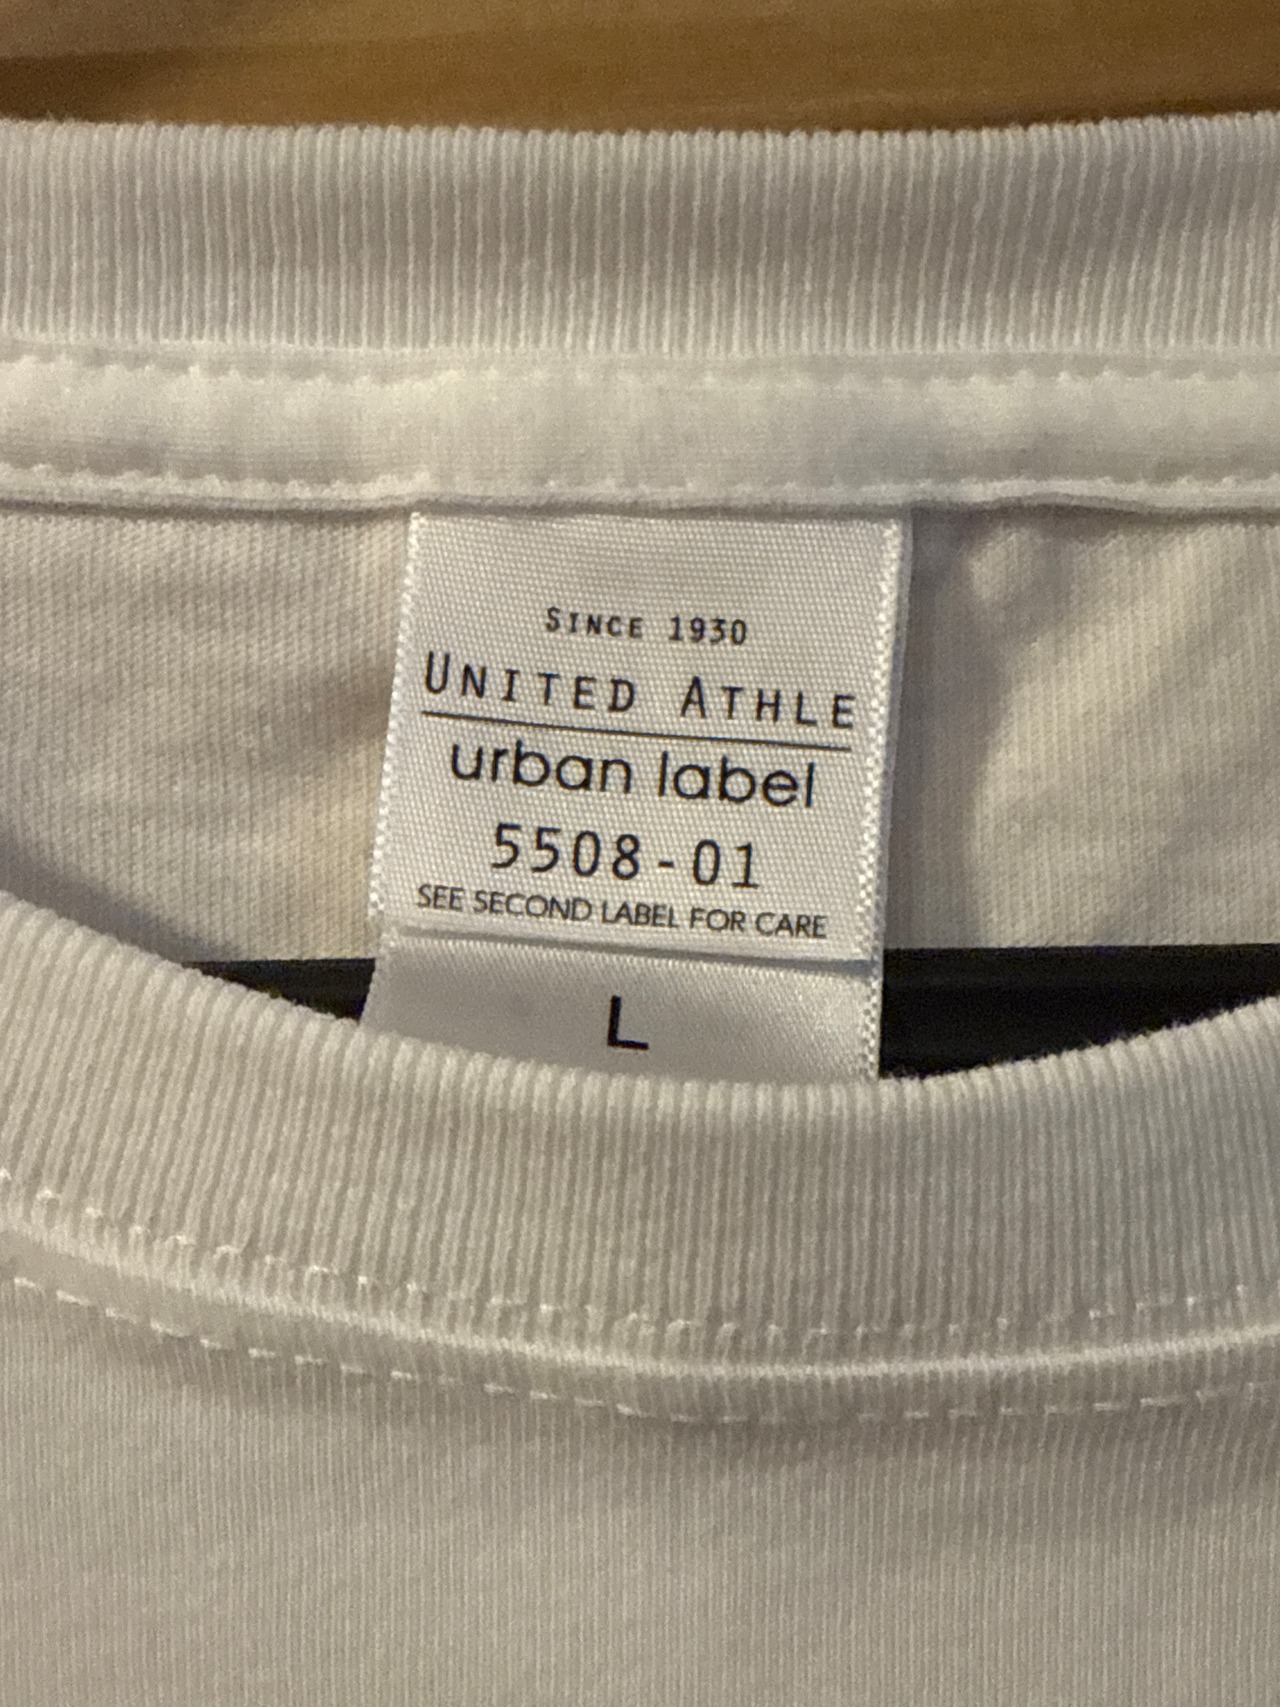 SINCE 1930
UNITED ATHLE
urban label
5508-01
SEE SECOND LABEL FOR CARE
L